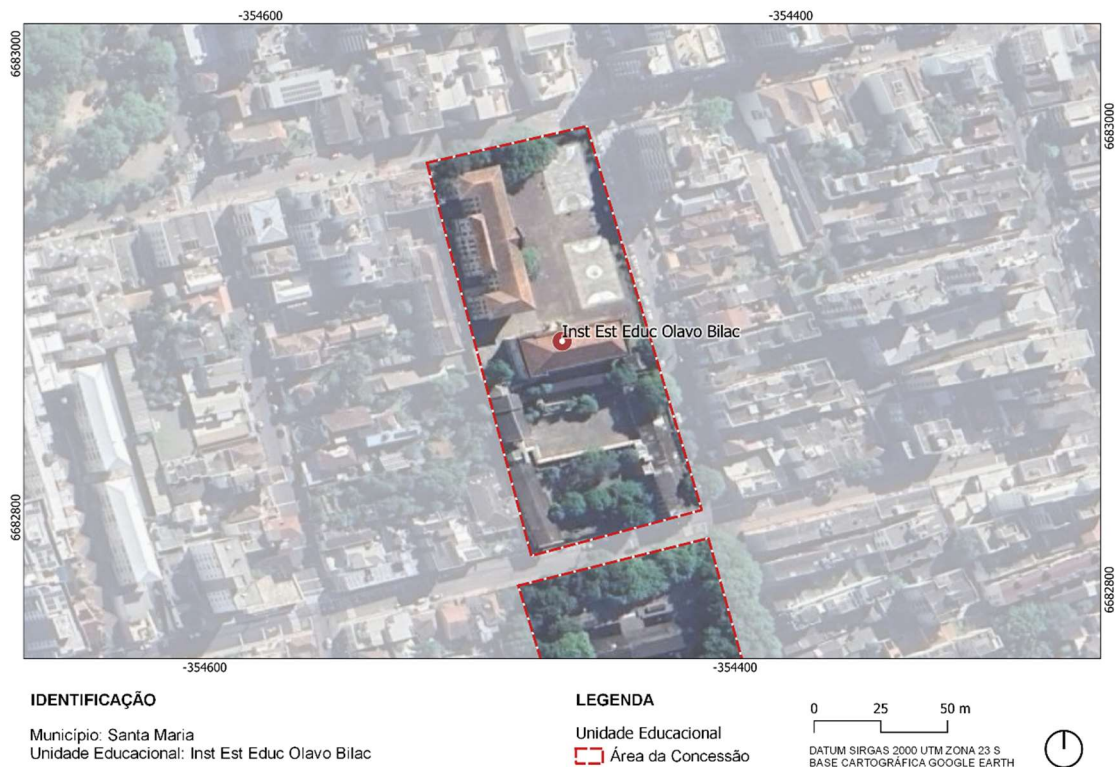 -354600
-354400
6683000
6683000
Inst Est Educ Olavo Bilac
6682800
6682800
-354600
-354400
IDENTIFICAÇÃO
Município: Santa Maria
Unidade Educacional: Inst Est Educ Olavo Bilac
LEGENDA
Unidade Educacional
Área da Concessão
0 25 50 m
DATUM SIRGAS 2000 UTM ZONA 23 S
BASE CARTOGRÁFICA GOOGLE EARTH